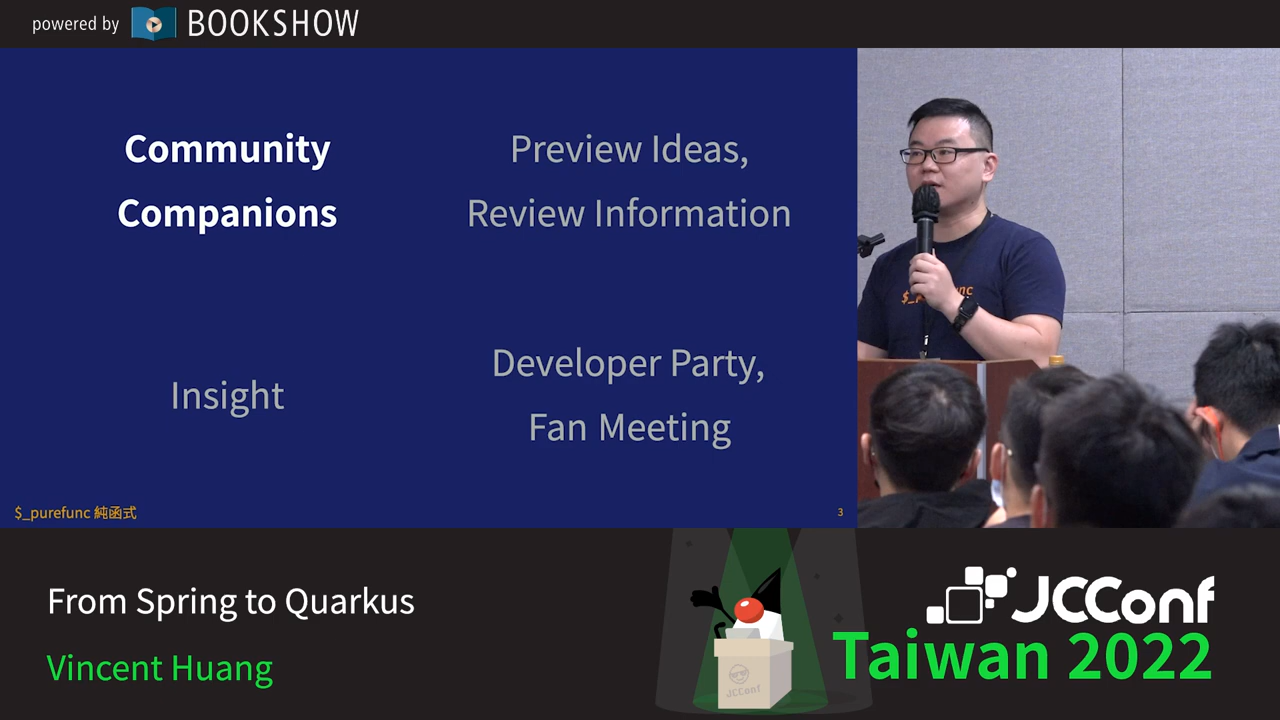 powered by BOOKSHOW
Community
Companions
Preview Ideas,
Review Information
Insight
Developer Party,
Fan Meeting
$_purefunc 純函式
3
From Spring to Quarkus
Vincent Huang
JCConf
JCConf
Taiwan 2022